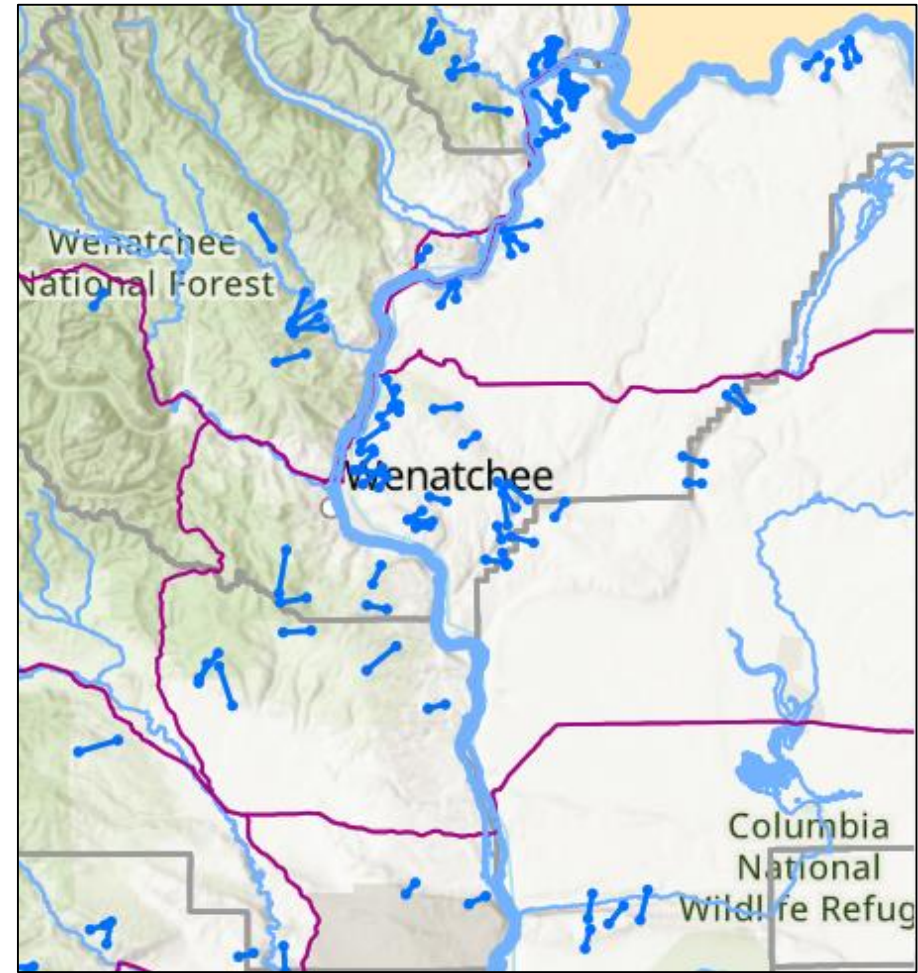 Wenatchee
National Forest
Wenatchee
Columbia
National
Wildlife Refug